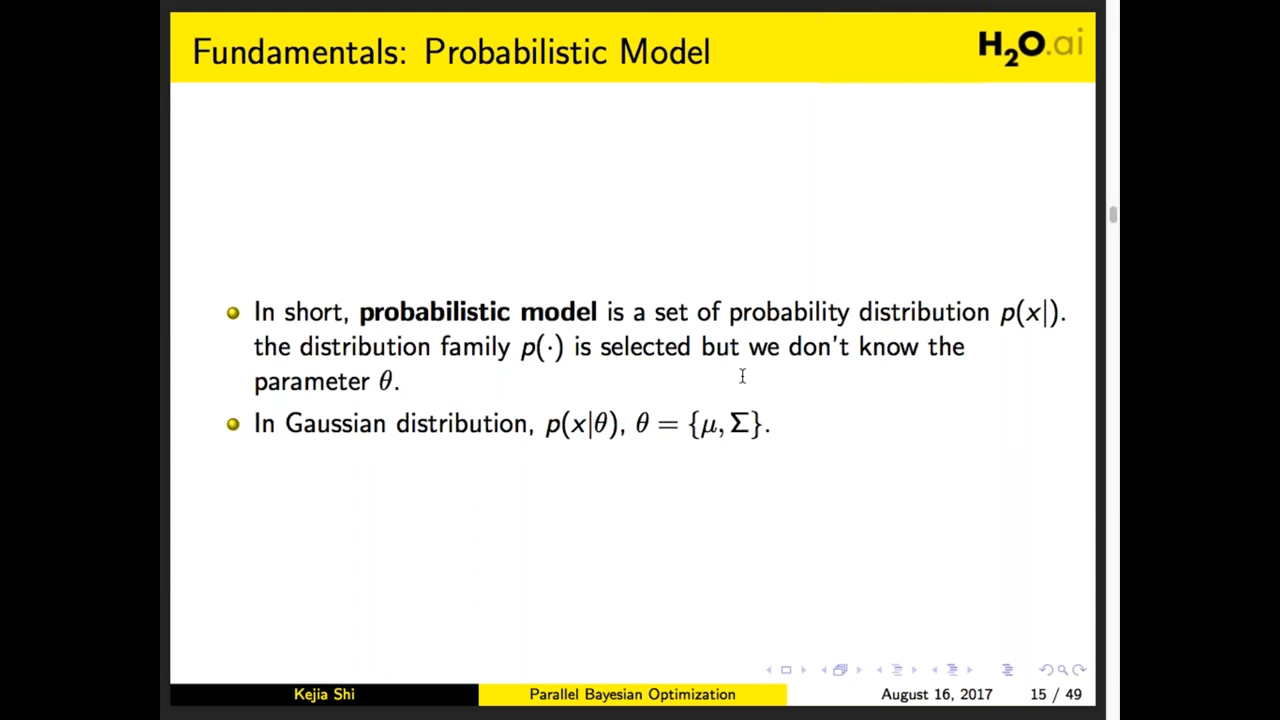 Fundamentals: Probabilistic Model
H2O.ai
In short, probabilistic model is a set of probability distribution p(x|).
the distribution family p(·) is selected but we don't know the
parameter θ.
In Gaussian distribution, p(x|θ), θ = {μ, Σ}.
Kejia Shi
Parallel Bayesian Optimization
August 16, 2017
15 / 49